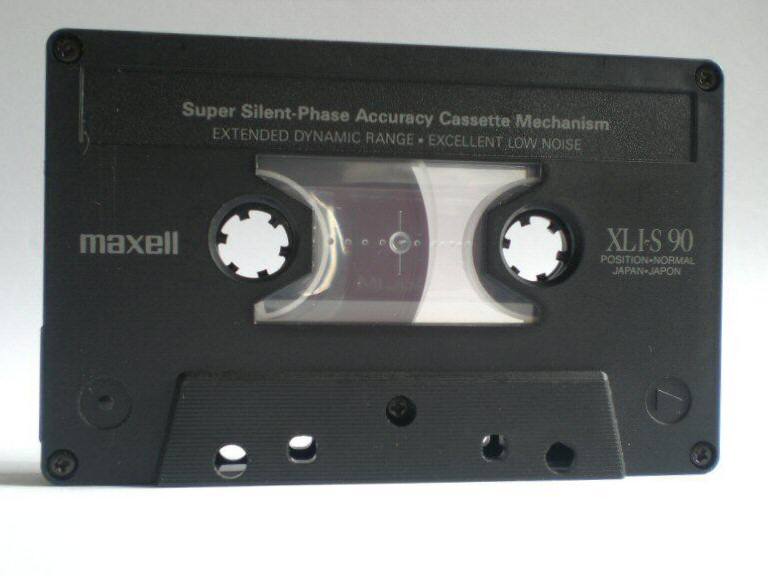 Super Silent-Phase Accuracy Cassette Mechanism
EXTENDED DYNAMIC RANGE • EXCELLENT LOW NOISE
maxell
XLI-S 90
POSITION•NORMAL
JAPAN•JAPON